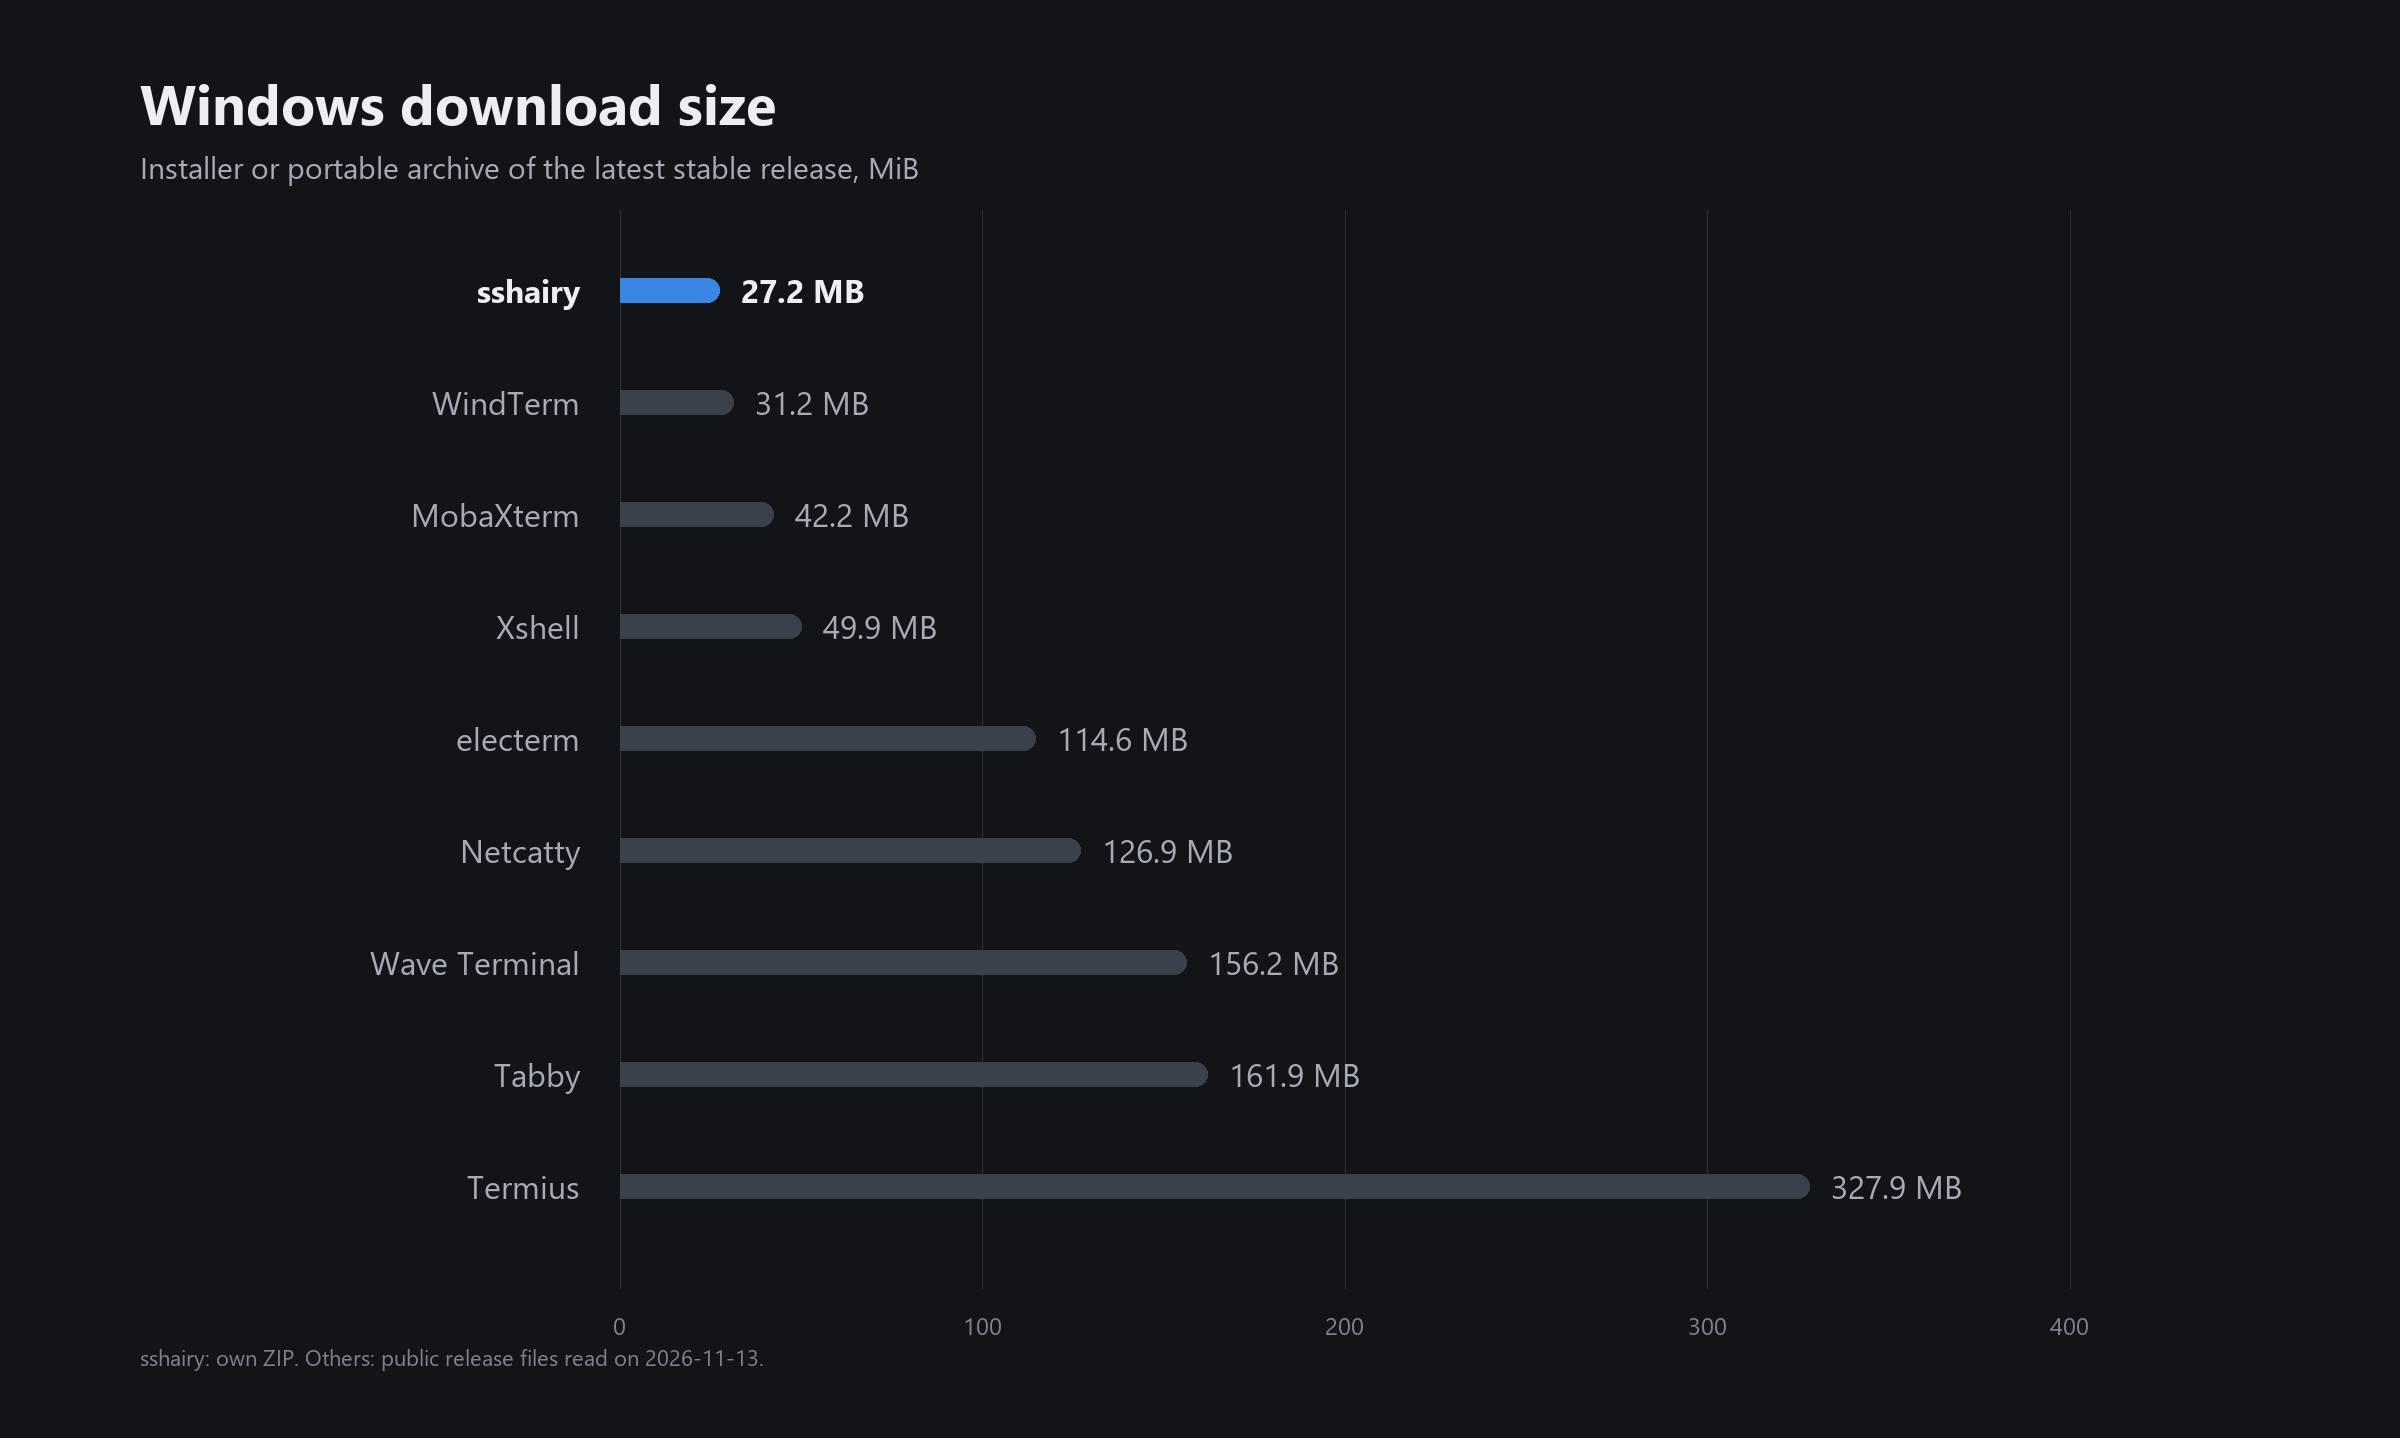 Windows download size
Installer or portable archive of the latest stable release, MiB
sshairy 27.2 MB
WindTerm 31.2 MB
MobaXterm 42.2 MB
Xshell 49.9 MB
electerm 114.6 MB
Netcatty 126.9 MB
Wave Terminal 156.2 MB
Tabby 161.9 MB
Termius 327.9 MB
0 100 200 300 400
sshairy: own ZIP. Others: public release files read on 2026-11-13.